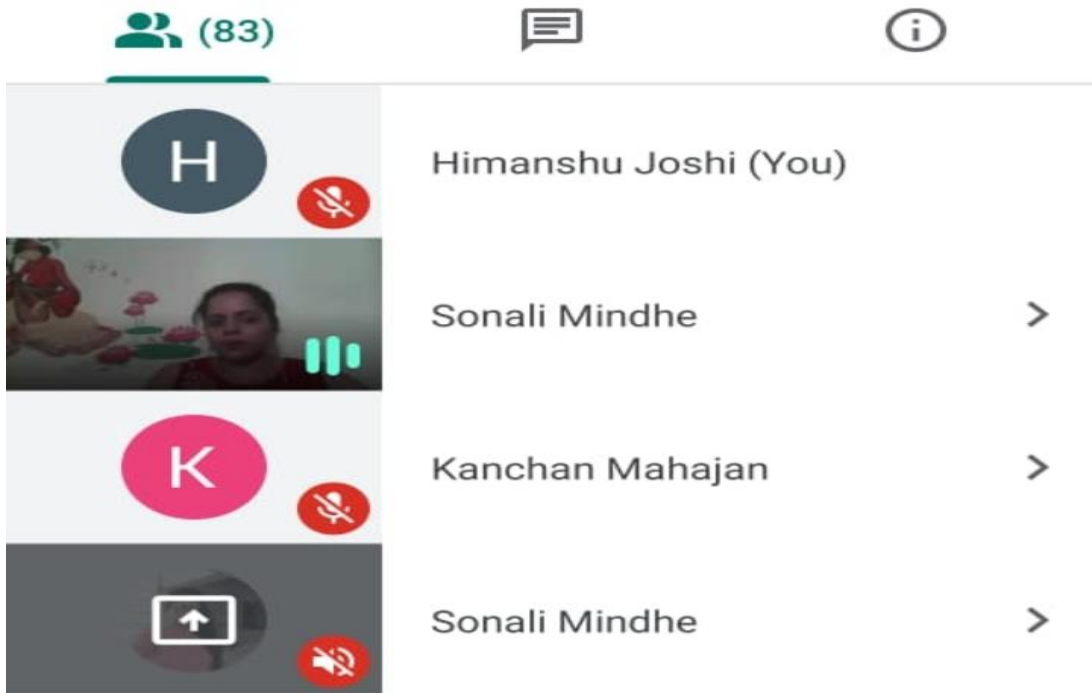 (83)
H
Himanshu Joshi (You)
Sonali Mindhe
K
Kanchan Mahajan
Sonali Mindhe